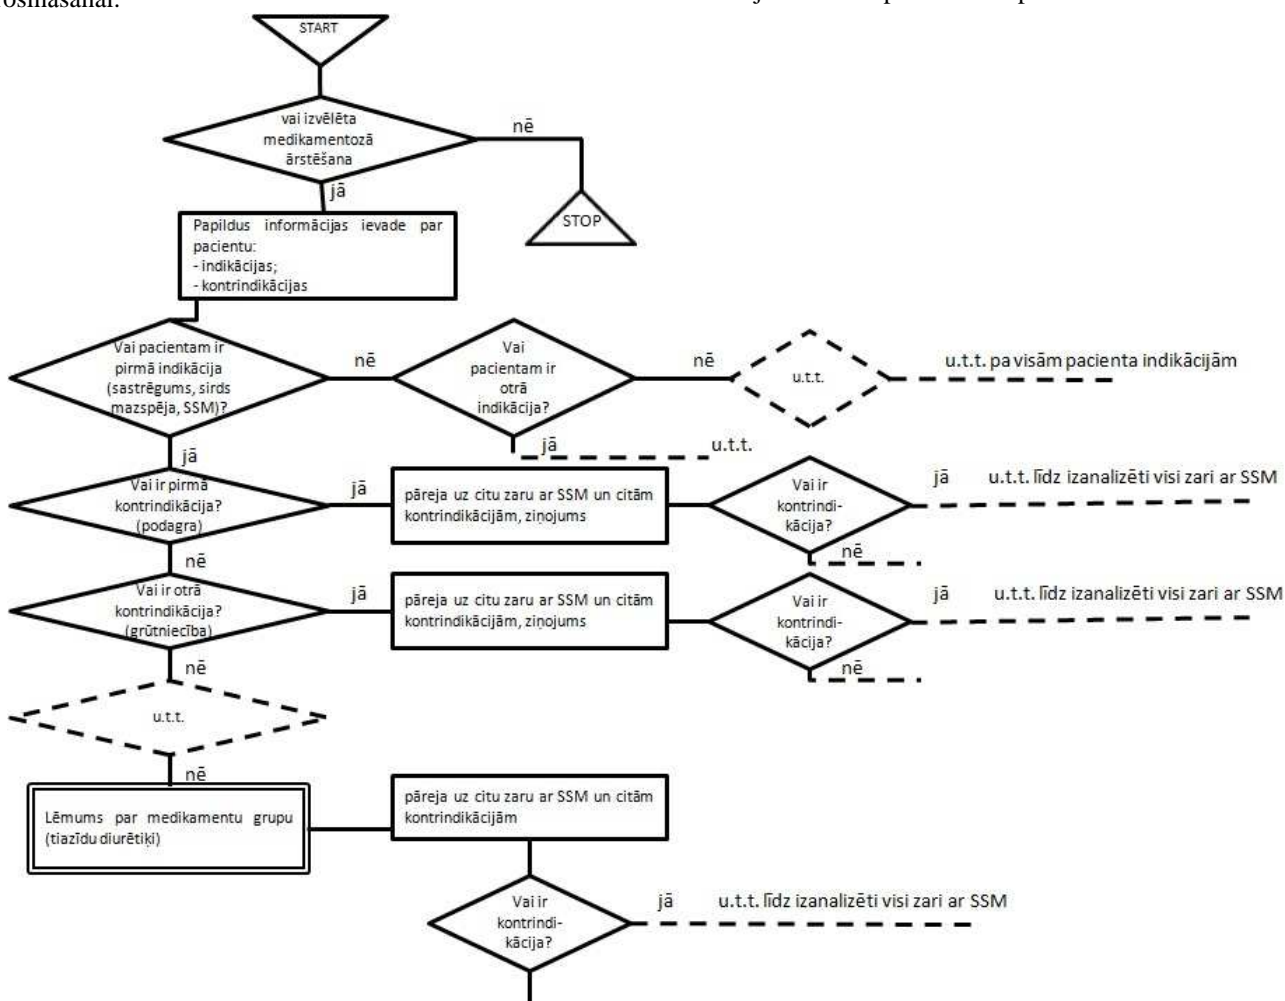 START
vai izvēlēta
medikamentozā
ārstēšana
nē
jā
STOP
Papildus informācijas ievade par
pacientu:
- indikācijas;
- kontrindikācijas
Vai pacientam ir
pirmā indikācija
(sastrēgums, sirds
mazspēja, SSM)?
nē
Vai
pacientam ir
otrā
indikācija?
nē
u.t.t.
u.t.t. pa visām pacienta indikācijām
jā
u.t.t.
jā
Vai ir pirmā
kontrindikācija?
(podagra)
jā
pāreja uz citu zaru ar SSM un citām
kontrindikācijām, ziņojums
Vai ir
kontrindi-
kācija?
jā
u.t.t. līdz izanalizēti visi zari ar SSM
nē
nē
Vai ir otrā
kontrindikācija?
(grūtniecība)
jā
pāreja uz citu zaru ar SSM un citām
kontrindikācijām, ziņojums
Vai ir
kontrindi-
kācija?
jā
u.t.t. līdz izanalizēti visi zari ar SSM
nē
nē
u.t.t.
nē
Lēmums par medikamentu grupu
(tiazīdu diurētiķi)
pāreja uz citu zaru ar SSM un citām
kontrindikācijām
Vai ir
kontrindi-
kācija?
jā
u.t.t. līdz izanalizēti visi zari ar SSM